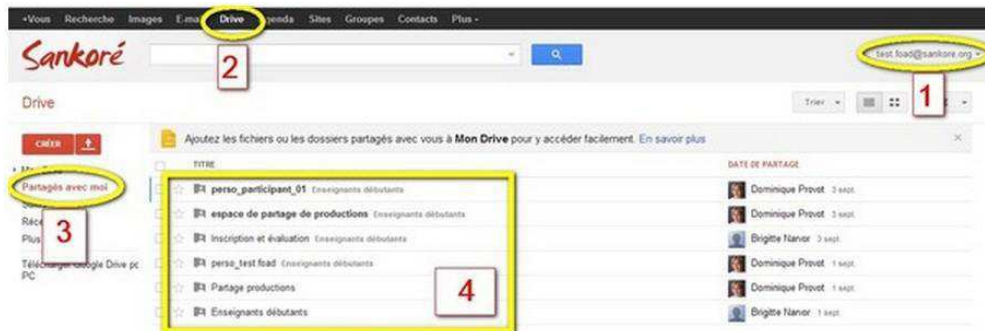 +Vous Recherche Images Drive Sites Groupes Contacts Plus
2
Sankoré
test.foad@sankore.org
1
Drive
Trier
CRÉER
Ajoutez les fichiers ou les dossiers partagés avec vous à Mon Drive pour y accéder facilement. En savoir plus ×
TITRE DATE DE PARTAGE
Partagés avec moi
3
Plus
Télécharger Google Drive pc
PC
perso_participant_01 Enseignants débutants Dominique Provot 3 sept.
espace de partage de productions Enseignants débutants Dominique Provot 3 sept.
Inscription et évaluation Enseignants débutants Brigitte 3 sept.
perso_test foad Enseignants débutants Dominique Provot 1 sept.
Partage productions Dominique Provot 1 sept.
Enseignants débutants Brigitte 1 sept.
4